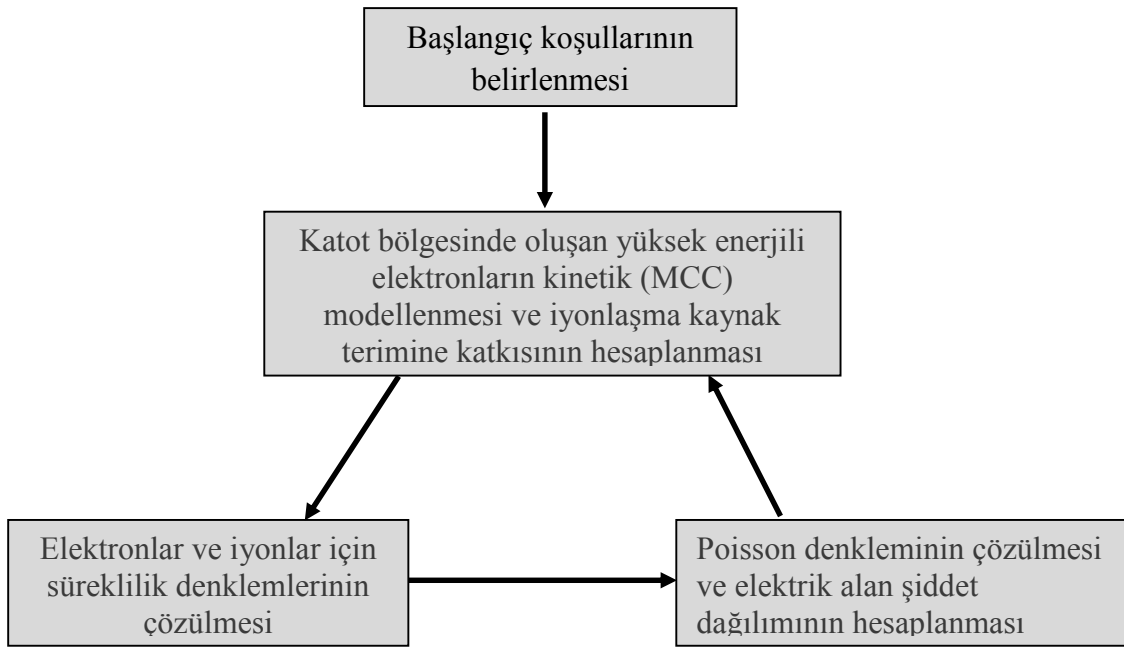 Başlangıç koşullarının
belirlenmesi
Katot bölgesinde oluşan yüksek enerjili
elektronların kinetik (MCC)
modellenmesi ve iyonlaşma kaynak
terimine katkısının hesaplanması
Elektronlar ve iyonlar için
süreklilik denklemlerinin
çözülmesi
Poisson denkleminin çözülmesi
ve elektrik alan şiddet
dağılımının hesaplanması